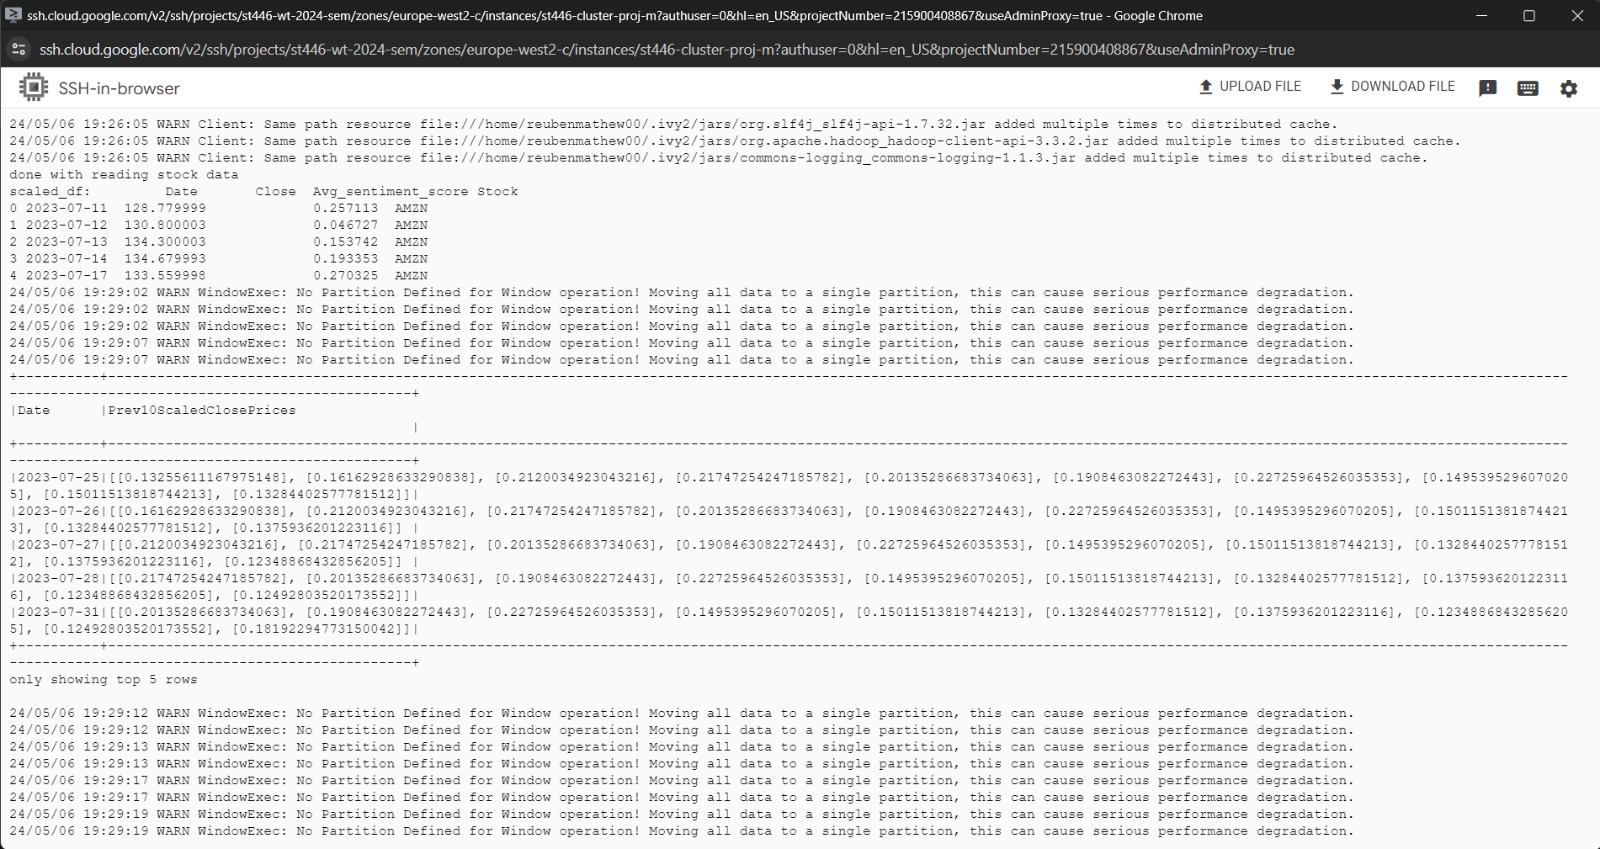 ssh.cloud.google.com/v2/ssh/projects/st446-wt-2024-sem/zones/europe-west2-c/instances/st446-cluster-proj-m?authuser=0&hl=en_US&projectNumber=215900408867&useAdminProxy=true - Google Chrome
ssh.cloud.google.com/v2/ssh/projects/st446-wt-2024-sem/zones/europe-west2-c/instances/st446-cluster-proj-m?authuser=0&hl=en_US&projectNumber=215900408867&useAdminProxy=true
SSH-in-browser UPLOAD FILE DOWNLOAD FILE
24/05/06 19:26:05 WARN Client: Same path resource file:///home/reubenmathew00/.ivy2/jars/org.slf4j_slf4j-api-1.7.32.jar added multiple times to distributed cache.
24/05/06 19:26:05 WARN Client: Same path resource file:///home/reubenmathew00/.ivy2/jars/org.apache.hadoop_hadoop-client-api-3.3.2.jar added multiple times to distributed cache.
24/05/06 19:26:05 WARN Client: Same path resource file:///home/reubenmathew00/.ivy2/jars/commons-logging_commons-logging-1.1.3.jar added multiple times to distributed cache.
done with reading stock data
scaled_df:         Date       Close  Avg_sentiment_score Stock
0 2023-07-11  128.779999             0.257113  AMZN
1 2023-07-12  130.800003             0.046727  AMZN
2 2023-07-13  134.300003             0.153742  AMZN
3 2023-07-14  134.679993             0.193353  AMZN
4 2023-07-17  133.559998             0.270325  AMZN
24/05/06 19:29:02 WARN WindowExec: No Partition Defined for Window operation! Moving all data to a single partition, this can cause serious performance degradation.
24/05/06 19:29:02 WARN WindowExec: No Partition Defined for Window operation! Moving all data to a single partition, this can cause serious performance degradation.
24/05/06 19:29:02 WARN WindowExec: No Partition Defined for Window operation! Moving all data to a single partition, this can cause serious performance degradation.
24/05/06 19:29:07 WARN WindowExec: No Partition Defined for Window operation! Moving all data to a single partition, this can cause serious performance degradation.
24/05/06 19:29:07 WARN WindowExec: No Partition Defined for Window operation! Moving all data to a single partition, this can cause serious performance degradation.
|Date      |Prev10ScaledClosePrices
|
|2023-07-25|[[0.13255611167975148], [0.16162928633290838], [0.2120034923043216], [0.21747254247185782], [0.20135286683734063], [0.1908463082272443], [0.22725964526035353], [0.149539529607020
5], [0.15011513818744213], [0.13284402577781512]]|
|2023-07-26|[[0.16162928633290838], [0.2120034923043216], [0.21747254247185782], [0.20135286683734063], [0.1908463082272443], [0.22725964526035353], [0.1495395296070205], [0.1501151381874421
3], [0.13284402577781512], [0.1375936201223116]] |
|2023-07-27|[[0.2120034923043216], [0.21747254247185782], [0.20135286683734063], [0.1908463082272443], [0.22725964526035353], [0.1495395296070205], [0.15011513818744213], [0.1328440257778151
2], [0.1375936201223116], [0.12348868432856205]] |
|2023-07-28|[[0.21747254247185782], [0.20135286683734063], [0.1908463082272443], [0.22725964526035353], [0.1495395296070205], [0.15011513818744213], [0.13284402577781512], [0.137593620122311
6], [0.12348868432856205], [0.12492803520173552]]|
|2023-07-31|[[0.20135286683734063], [0.1908463082272443], [0.22725964526035353], [0.1495395296070205], [0.15011513818744213], [0.13284402577781512], [0.1375936201223116], [0.1234886843285620
5], [0.12492803520173552], [0.18192294773150042]]|
only showing top 5 rows
24/05/06 19:29:12 WARN WindowExec: No Partition Defined for Window operation! Moving all data to a single partition, this can cause serious performance degradation.
24/05/06 19:29:12 WARN WindowExec: No Partition Defined for Window operation! Moving all data to a single partition, this can cause serious performance degradation.
24/05/06 19:29:13 WARN WindowExec: No Partition Defined for Window operation! Moving all data to a single partition, this can cause serious performance degradation.
24/05/06 19:29:13 WARN WindowExec: No Partition Defined for Window operation! Moving all data to a single partition, this can cause serious performance degradation.
24/05/06 19:29:17 WARN WindowExec: No Partition Defined for Window operation! Moving all data to a single partition, this can cause serious performance degradation.
24/05/06 19:29:17 WARN WindowExec: No Partition Defined for Window operation! Moving all data to a single partition, this can cause serious performance degradation.
24/05/06 19:29:19 WARN WindowExec: No Partition Defined for Window operation! Moving all data to a single partition, this can cause serious performance degradation.
24/05/06 19:29:19 WARN WindowExec: No Partition Defined for Window operation! Moving all data to a single partition, this can cause serious performance degradation.